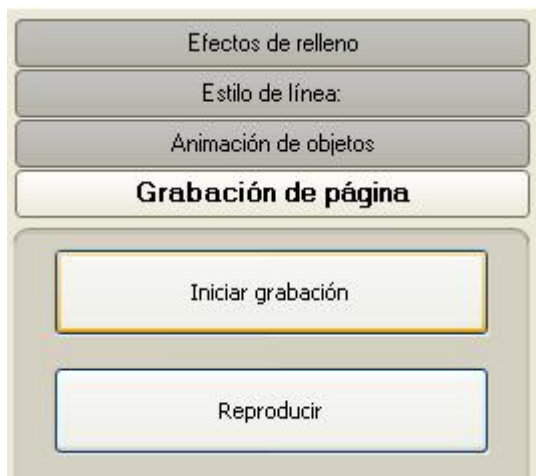 Efectos de relleno
Estilo de línea:
Animación de objetos
Grabación de página
Iniciar grabación
Reproducir